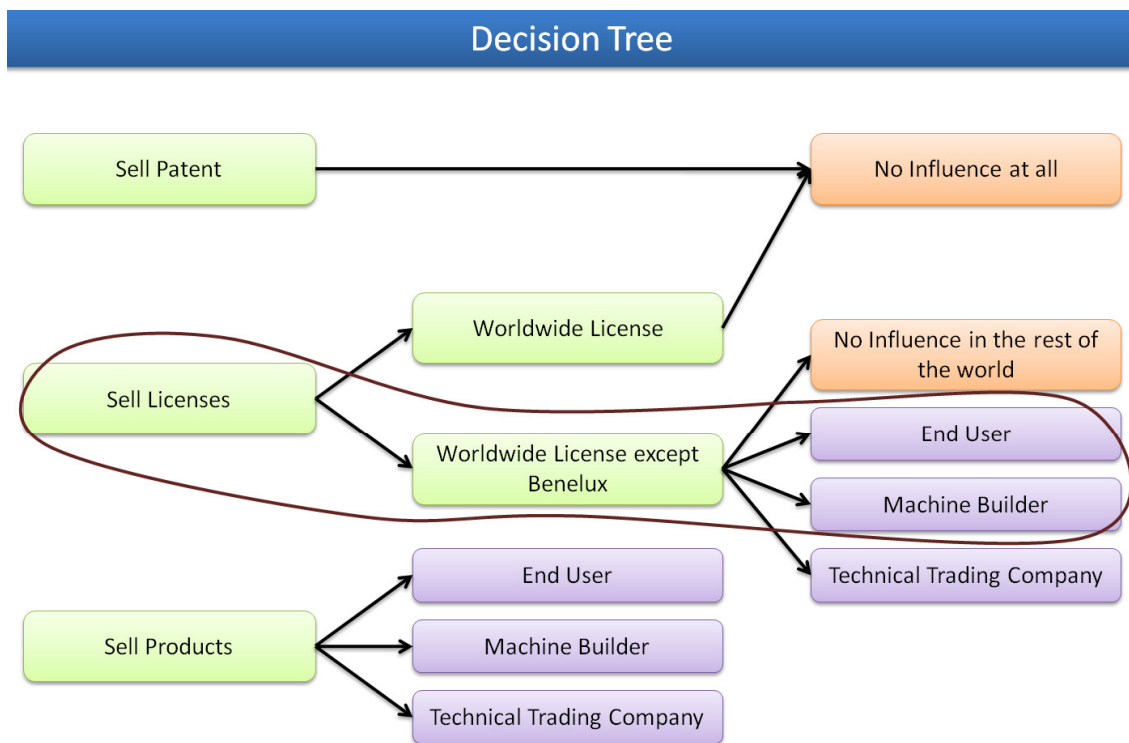 Decision Tree
Sell Patent
No Influence at all
Worldwide License
No Influence in the rest of
the world
Sell Licenses
End User
Worldwide License except
Benelux
Machine Builder
End User
Technical Trading Company
Sell Products
Machine Builder
Technical Trading Company